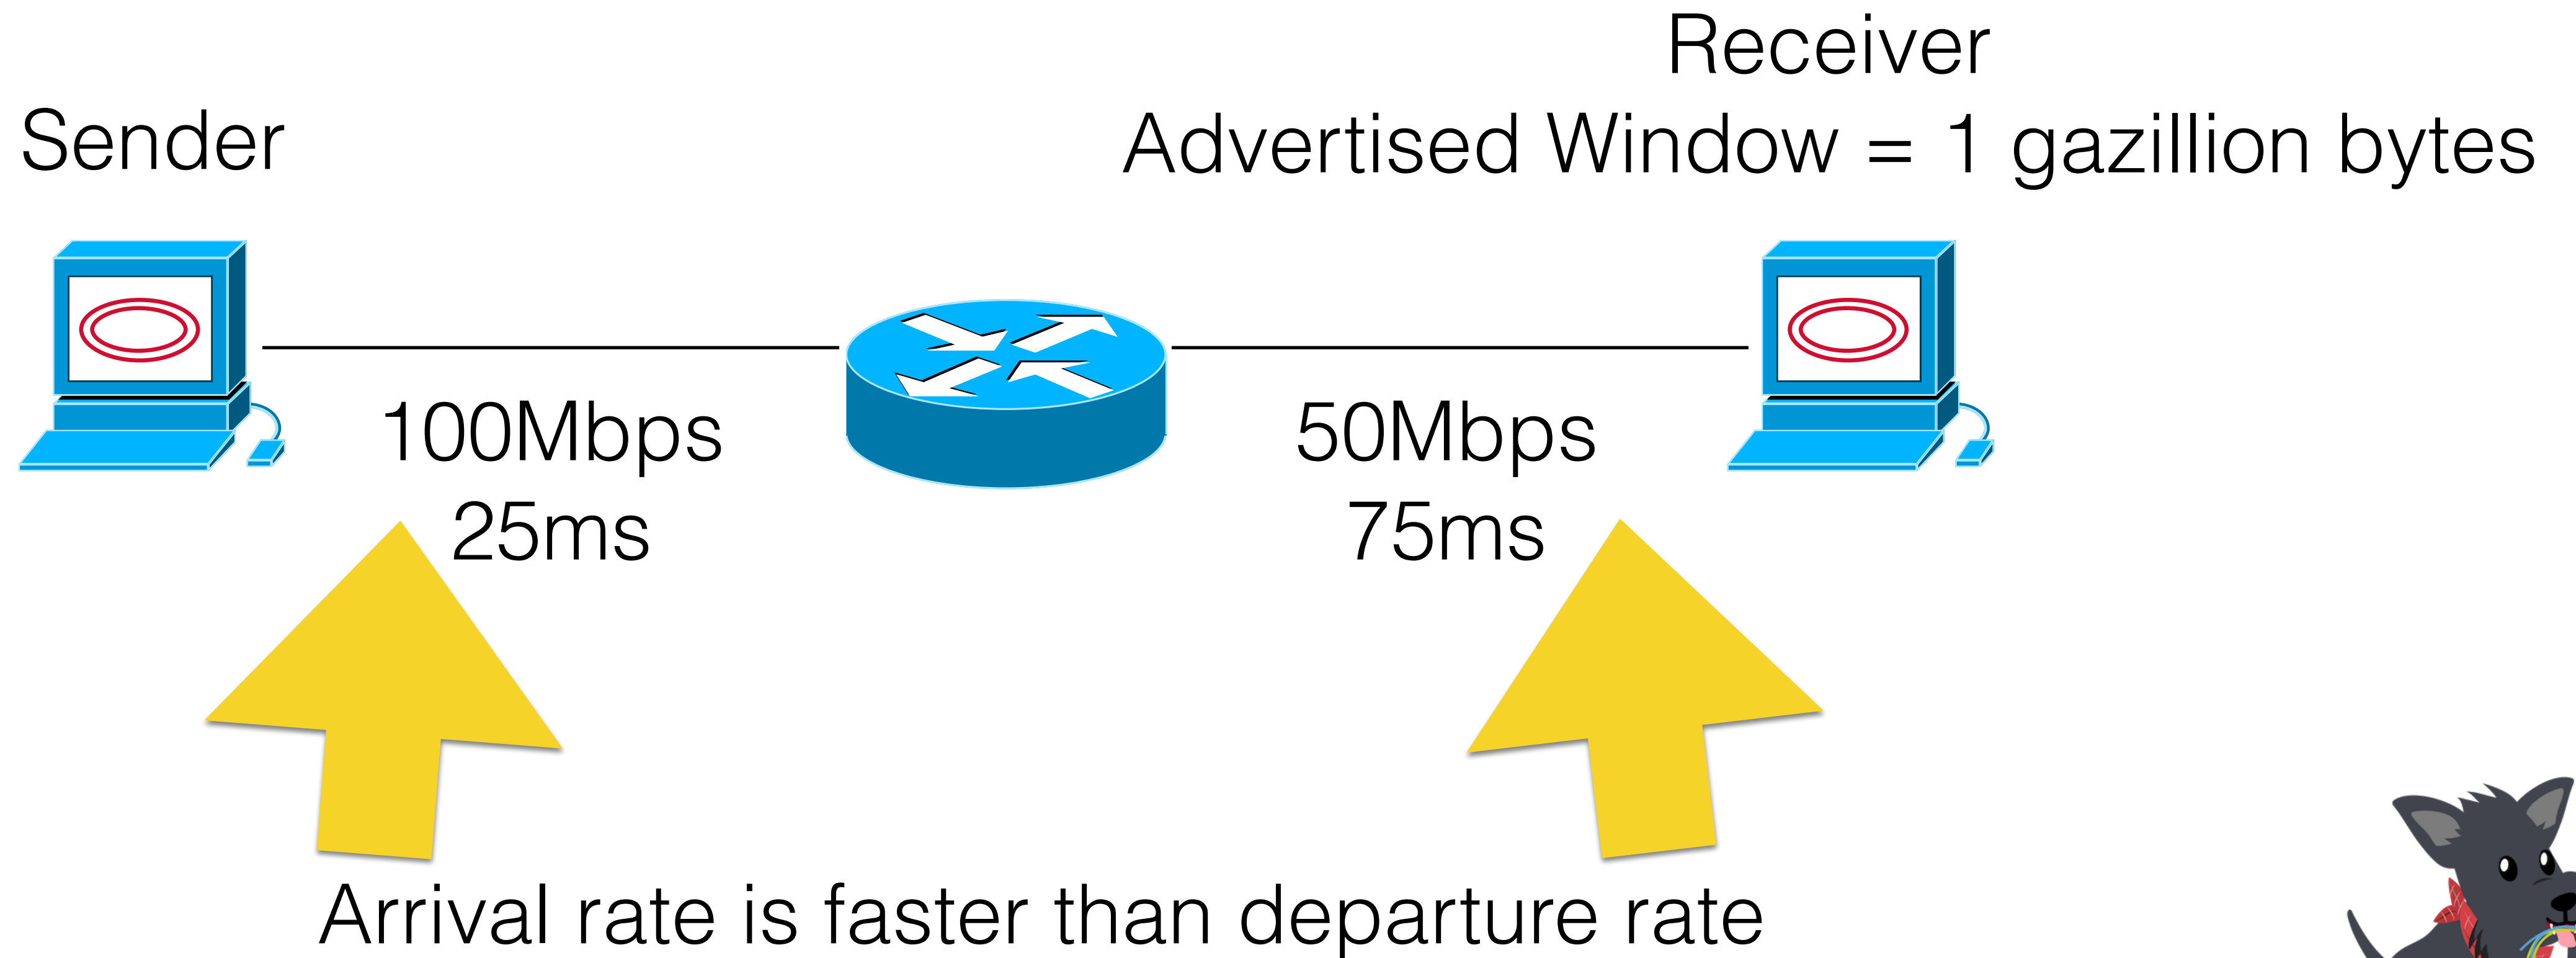 Sender
Receiver
Advertised Window = 1 gazillion bytes
100Mbps
25ms
50Mbps
75ms
Arrival rate is faster than departure rate